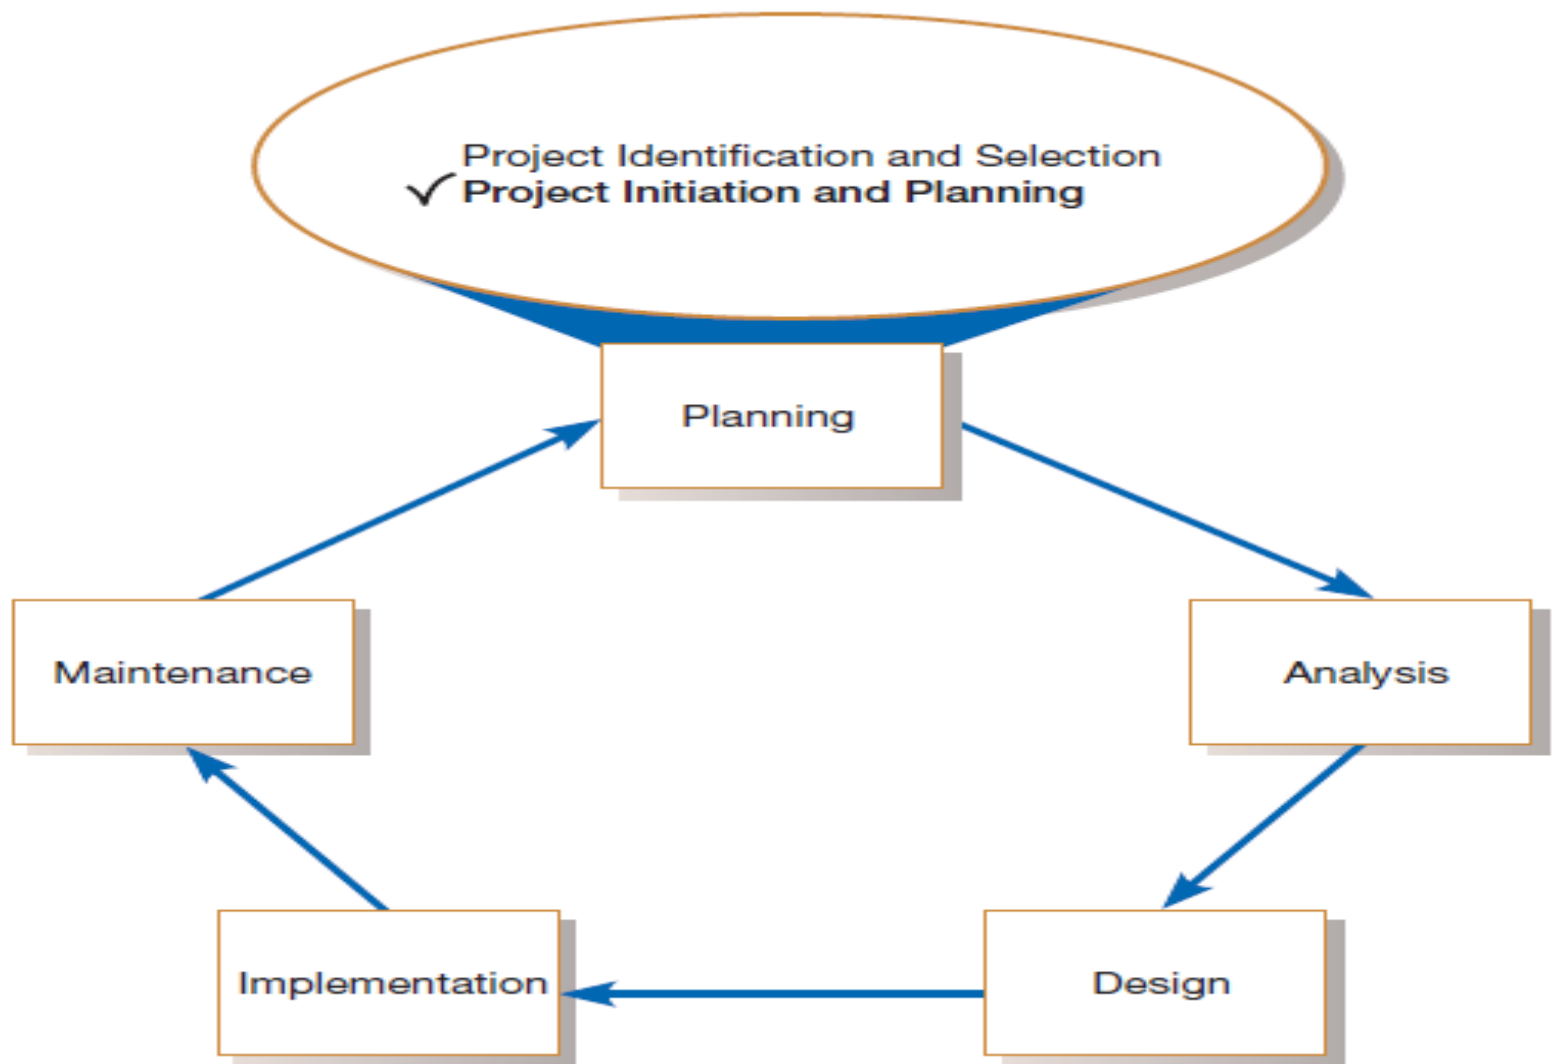 Project Identification and Selection
Project Initiation and Planning
Planning
Maintenance
Analysis
Implementation
Design